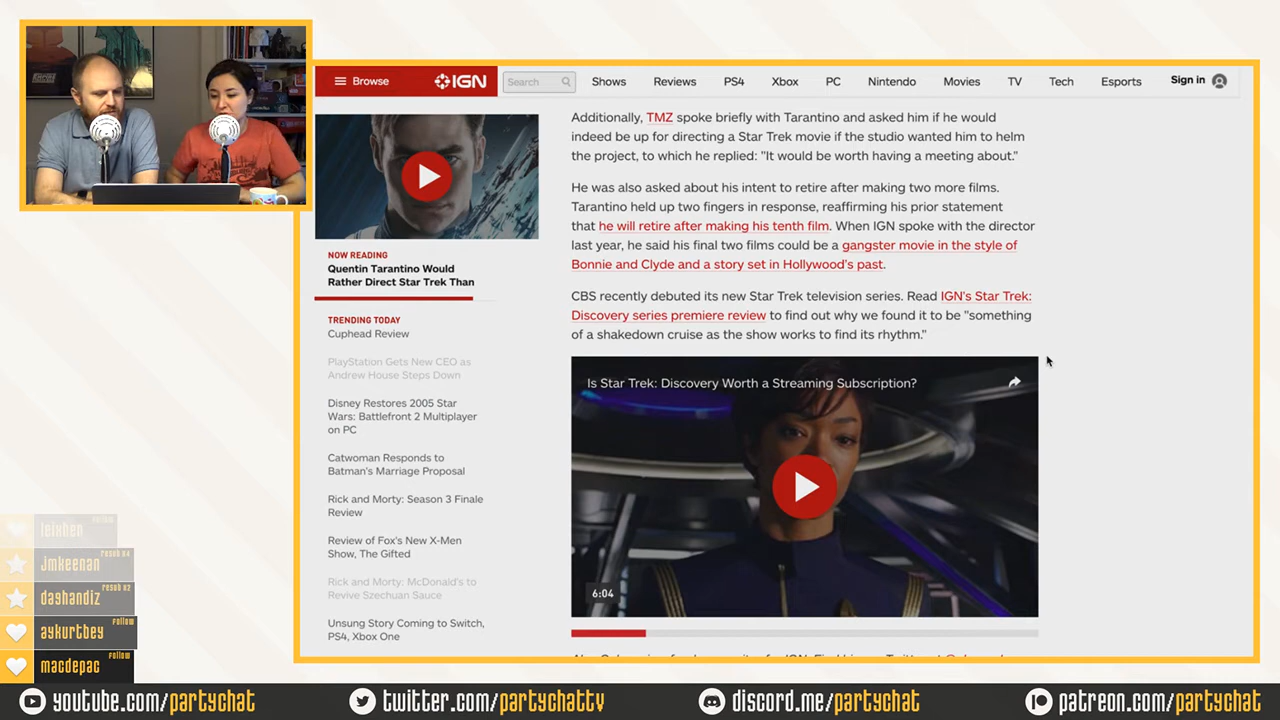 Browse
IGN
Search
Shows
Reviews
PS4
Xbox
PC
Nintendo
Movies
TV
Tech
Esports
Sign in
NOW READING
Quentin Tarantino Would
Rather Direct Star Trek Than
TRENDING TODAY
Cuphead Review
PlayStation Gets New CEO as
Andrew House Steps Down
Disney Restores 2005 Star
Wars: Battlefront 2 Multiplayer
on PC
Catwoman Responds to
Batman's Marriage Proposal
Rick and Morty: Season 3 Finale
Review
Review of Fox's New X-Men
Show, The Gifted
Rick and Morty: McDonald's to
Revive Szechuan Sauce
Unsung Story Coming to Switch,
PS4, Xbox One
Additionally, TMZ spoke briefly with Tarantino and asked him if he would
indeed be up for directing a Star Trek movie if the studio wanted him to helm
the project, to which he replied: "It would be worth having a meeting about."
He was also asked about his intent to retire after making two more films.
Tarantino held up two fingers in response, reaffirming his prior statement
that he will retire after making his tenth film. When IGN spoke with the director
last year, he said his final two films could be a gangster movie in the style of
Bonnie and Clyde and a story set in Hollywood's past.
CBS recently debuted its new Star Trek television series. Read IGN's Star Trek:
Discovery series premiere review to find out why we found it to be "something
of a shakedown cruise as the show works to find its rhythm."
Is Star Trek: Discovery Worth a Streaming Subscription?
6:04
follow
jmkeenan resub x4
daghandiz resub x2
aykurtbey follow
macdepac follow
youtube.com/partychat
twitter.com/partychattv
discord.me/partychat
patreon.com/partychat